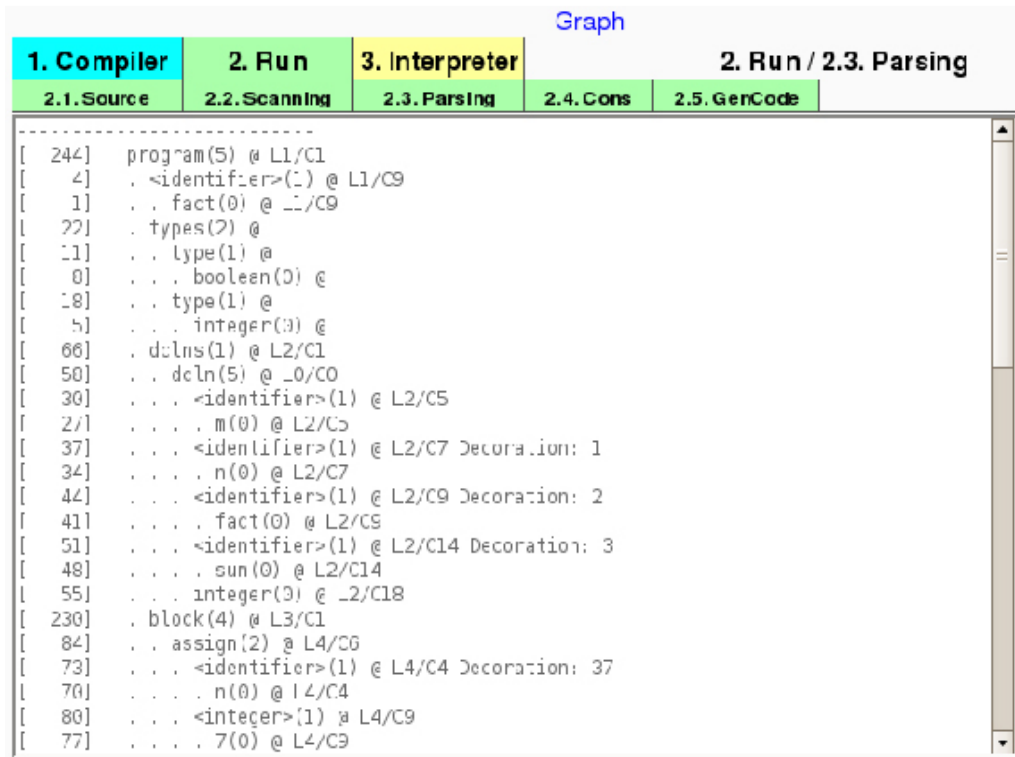 Graph
1. Compiler 2. Run 3. Interpreter 2. Run / 2.3. Parsing
2.1.Source 2.2.Scanning 2.3.Parsing 2.4.Cons 2.5.GenCode
---------------------------
[ 244] program(5) @ L1/C1
[ 4] . <identifier>(1) @ L1/C9
[ 1] . . fact(0) @ L1/C9
[ 22] . types(2) @
[ 11] . . type(1) @
[ 8] . . . boolean(0) @
[ 18] . . type(1) @
[ 5] . . . integer(0) @
[ 66] . dclns(1) @ L2/C1
[ 58] . . dcln(5) @ L0/C0
[ 30] . . . <identifier>(1) @ L2/C5
[ 27] . . . . m(0) @ L2/C5
[ 37] . . . <identifier>(1) @ L2/C7 Decoration: 1
[ 34] . . . . n(0) @ L2/C7
[ 44] . . . <identifier>(1) @ L2/C9 Decoration: 2
[ 41] . . . . fact(0) @ L2/C9
[ 51] . . . <identifier>(1) @ L2/C14 Decoration: 3
[ 48] . . . . sun(0) @ L2/C14
[ 55] . . . integer(0) @ L2/C18
[ 230] . block(4) @ L3/C1
[ 84] . . assign(2) @ L4/C6
[ 73] . . . <identifier>(1) @ L4/C4 Decoration: 37
[ 70] . . . . n(0) @ L4/C4
[ 80] . . . <integer>(1) @ L4/C9
[ 77] . . . . 7(0) @ L4/C9